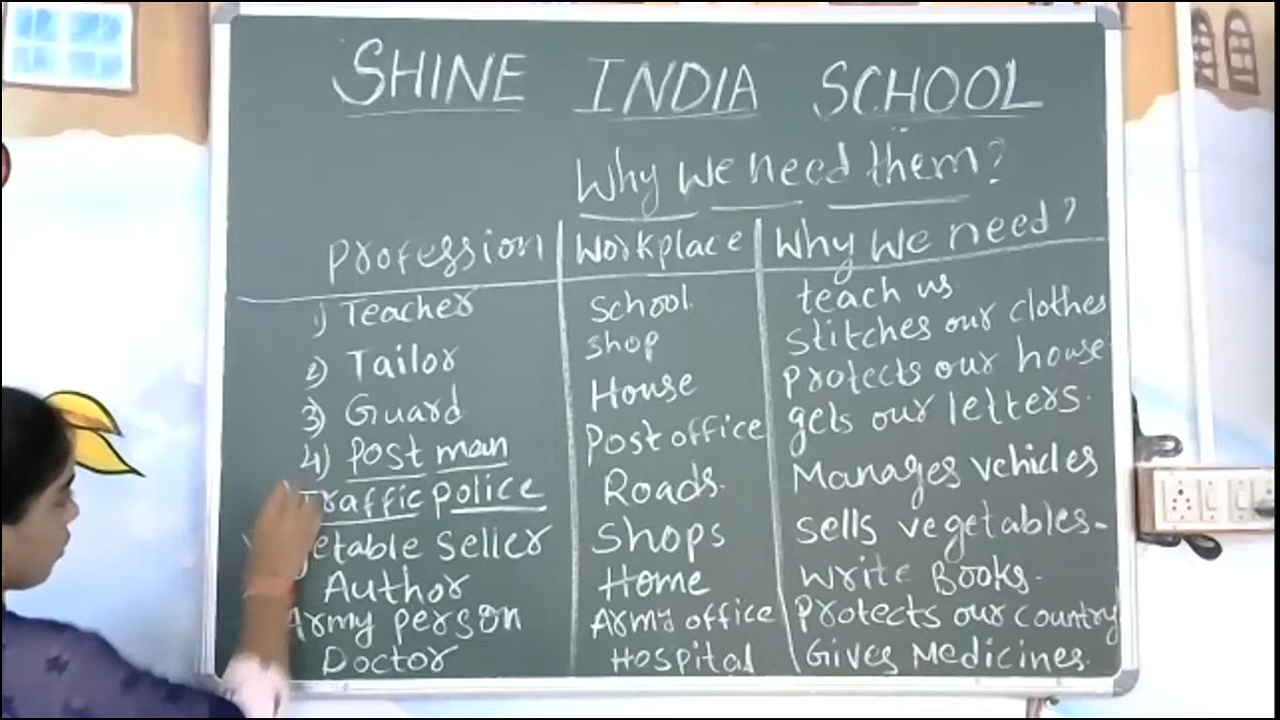 SHINE INDIA SCHOOL
Why We need them?
Profession Workplace Why We need?
1) Teacher School teach us
2) Tailor Shop Stitches our clothes
3) Guard House Protects our house.
4) Post man Post office gets our letters.
Traffic police Roads. Manages vehicles
seller Shops Sells vegetables-
Author Home Write Books.
Army person Army office Protects our country
Doctor Hospital Gives Medicines.